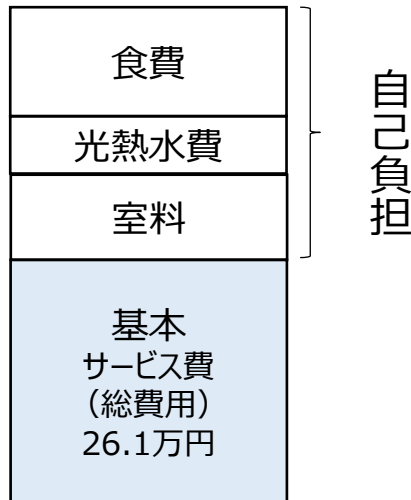 食費
光熱水費
室料
自己負担
基本
サービス費
（総費用）
26.1万円